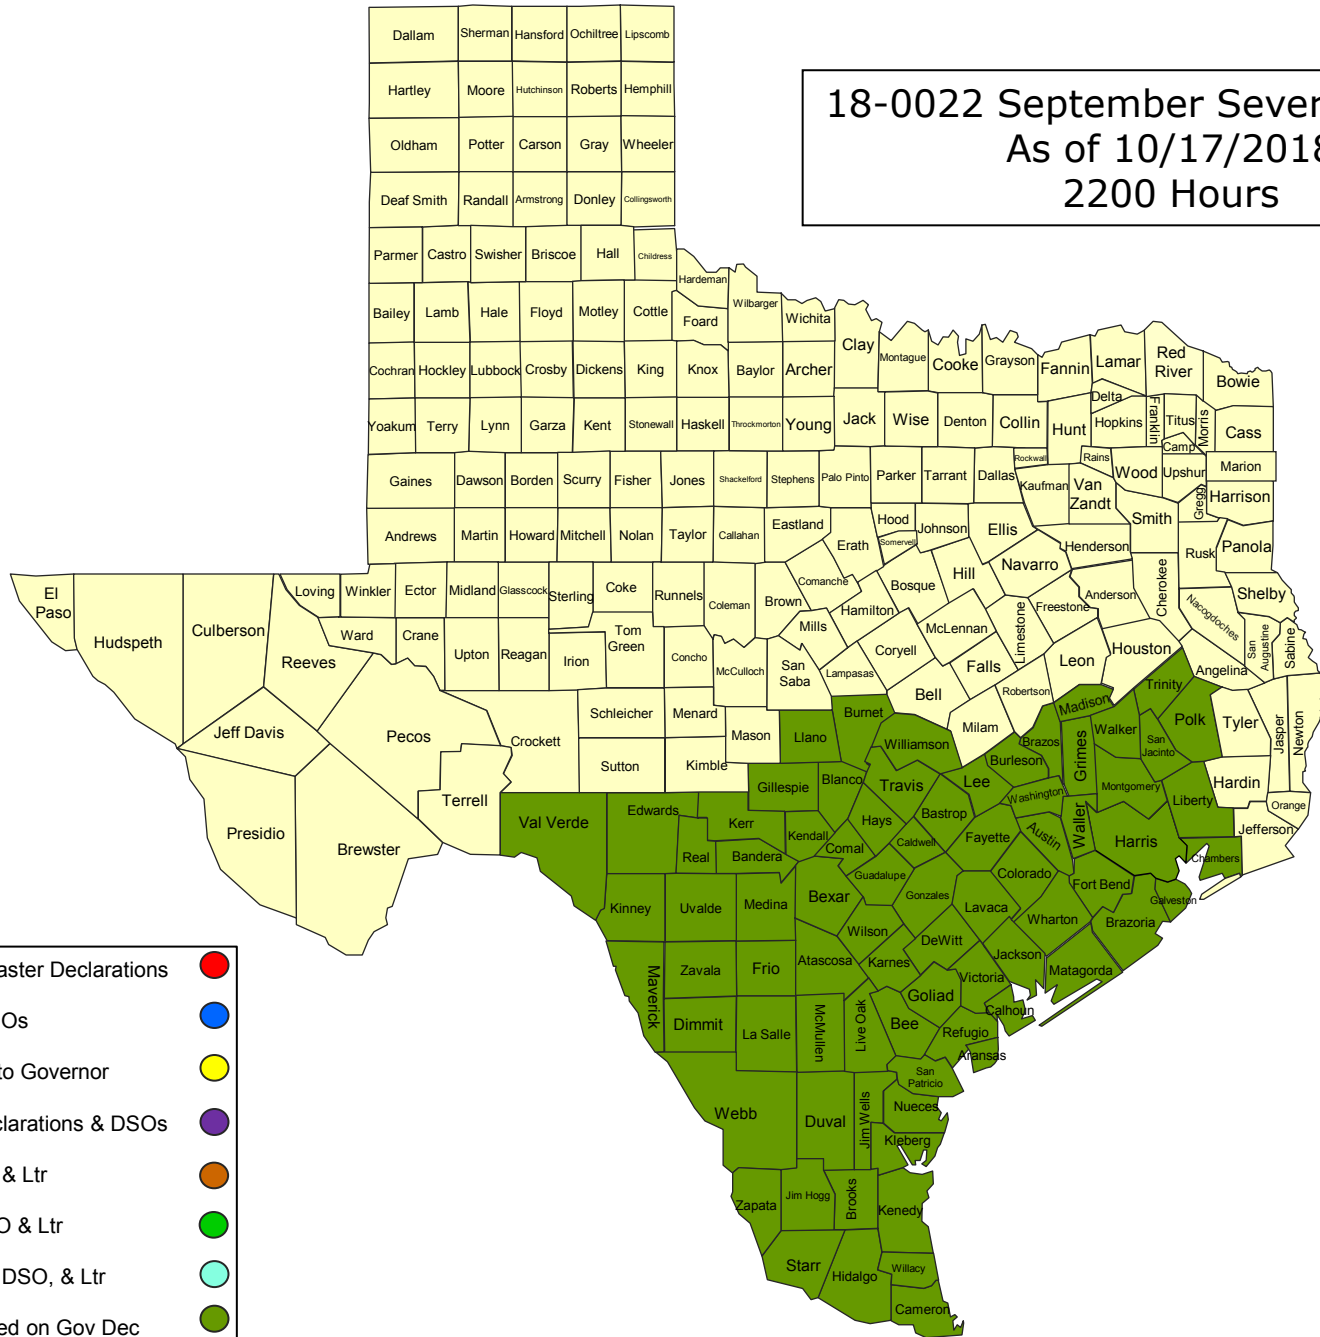 Dallam Sherman Hansford Ochiltree Lipscomb
Hartley Moore Hutchinson Roberts Hemphill
18-0022 September Sever
As of 10/17/2018
2200 Hours
Oldham Potter Carson Gray Wheeler
Deaf Smith Randall Armstrong Donley Collingsworth
Parmer Castro Swisher Briscoe Hall Childress
Hardeman
Bailey Lamb Hale Floyd Motley Cottle Foard Wilbarger Wichita
Clay Montague Cooke Grayson Fannin Lamar Red
River Bowie
Cochran Hockley Lubbock Crosby Dickens King Knox Baylor Archer
Delta
Yoakum Terry Lynn Garza Kent Stonewall Haskell Throckmorton Young Jack Wise Denton Collin Hunt Hopkins Franklin Titus Morris Cass
Camp
Rockwall Rains
Gaines Dawson Borden Scurry Fisher Jones Shackelford Stephens Palo Pinto Parker Tarrant Dallas Kaufman Van
Zandt Wood Upshur Marion
Gregg Harrison
Andrews Martin Howard Mitchell Nolan Taylor Callahan Eastland Erath Hood Somervell Johnson Ellis Henderson Smith Rusk Panola
El
Paso Hudspeth Culberson Loving Winkler Ector Midland Glasscock Sterling Coke Runnels Coleman Brown Comanche Bosque Hill Navarro Anderson Cherokee Shelby
Hamilton Freestone Nacogdoches
Reeves Ward Crane Upton Reagan Irion Tom
Green Concho McCulloch San
Saba Mills Lampasas Coryell McLennan Limestone Falls Leon Houston Angelina San
Augustine Sabine
Bell Robertson Milam
Jeff Davis Pecos Crockett Schleicher Menard Mason Llano Burnet Williamson Madison Trinity Polk Tyler Jasper Newton
Brazos Grimes Walker San
Jacinto
Sutton Kimble Burleson Lee
Terrell Gillespie Blanco Travis Washington Montgomery Liberty Hardin Orange
Presidio Brewster Val Verde Edwards Kerr Kendall Hays Bastrop Fayette Austin Waller Harris Jefferson
Real Bandera Comal Caldwell Chambers
Kinney Uvalde Medina Bexar Guadalupe Gonzales Colorado Fort Bend Galveston
Lavaca Wharton Brazoria
Wilson DeWitt
Maverick Zavala Frio Atascosa Karnes Jackson Matagorda
Victoria
Dimmit La Salle McMullen Live Oak Bee Goliad Calhoun
Refugio
Aransas
San
Patricio
Webb Duval Jim Wells Nueces
Kleberg
Zapata Jim Hogg Brooks Kenedy
Starr Hidalgo Willacy
Cameron
aster Declarations
Os
to Governor
clarations & DSOs
& Ltr
O & Ltr
DSO, & Ltr
ed on Gov Dec